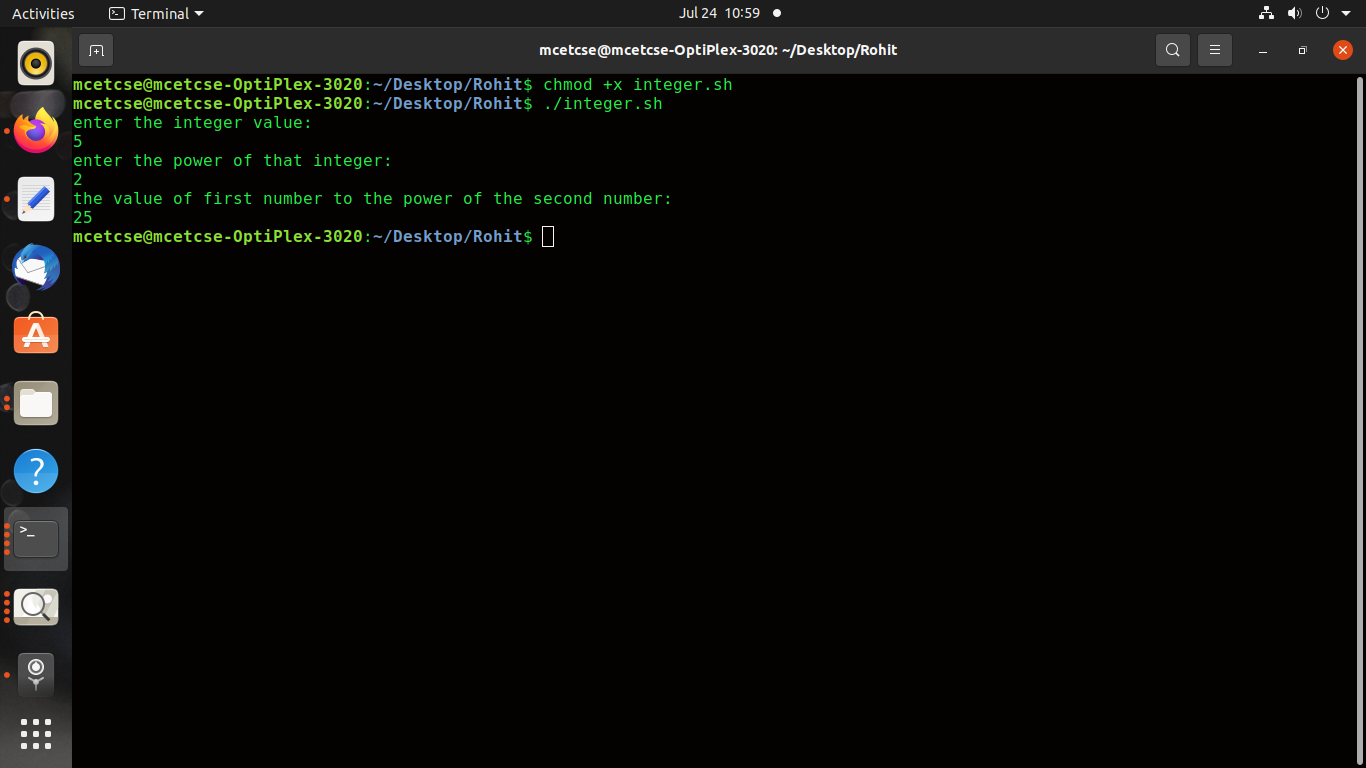 Activities
Terminal
Jul 24 10:59
mcetcse@mcetcse-OptiPlex-3020: ~/Desktop/Rohit
mcetcse@mcetcse-OptiPlex-3020:~/Desktop/Rohit$ chmod +x integer.sh
mcetcse@mcetcse-OptiPlex-3020:~/Desktop/Rohit$ ./integer.sh
enter the integer value:
5
enter the power of that integer:
2
the value of first number to the power of the second number:
25
mcetcse@mcetcse-OptiPlex-3020:~/Desktop/Rohit$